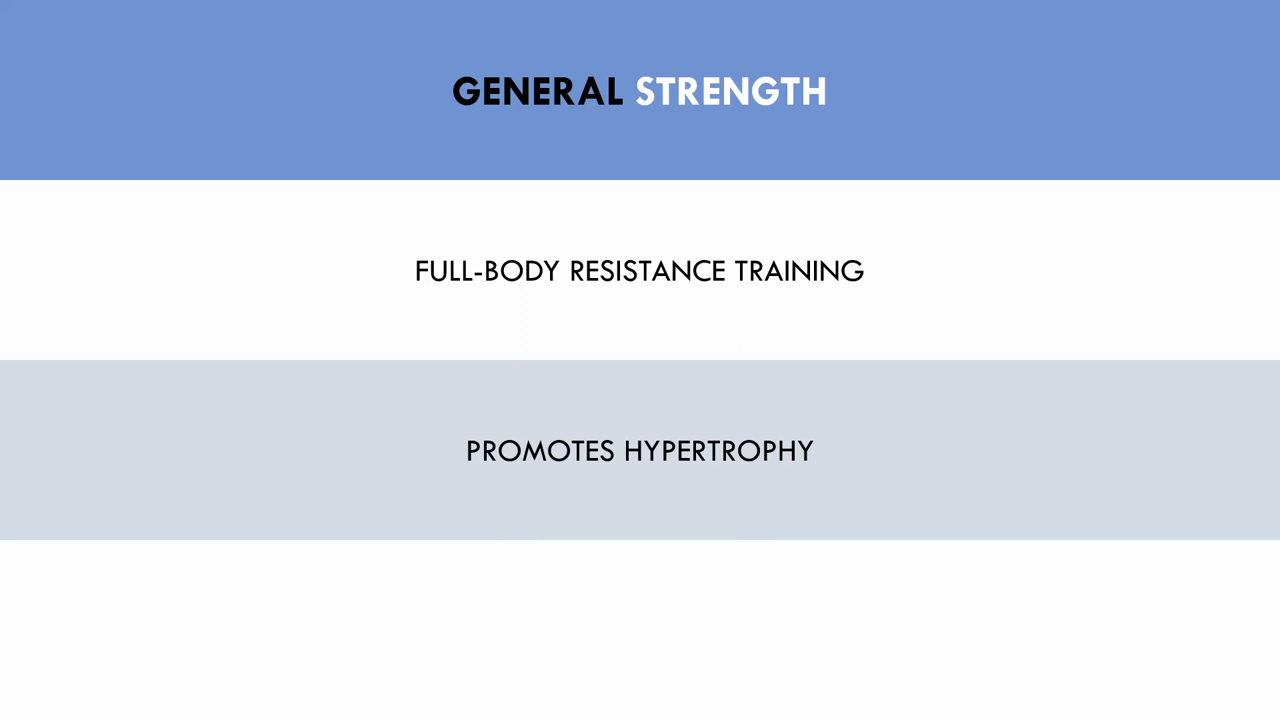 GENERAL STRENGTH
FULL-BODY RESISTANCE TRAINING
PROMOTES HYPERTROPHY